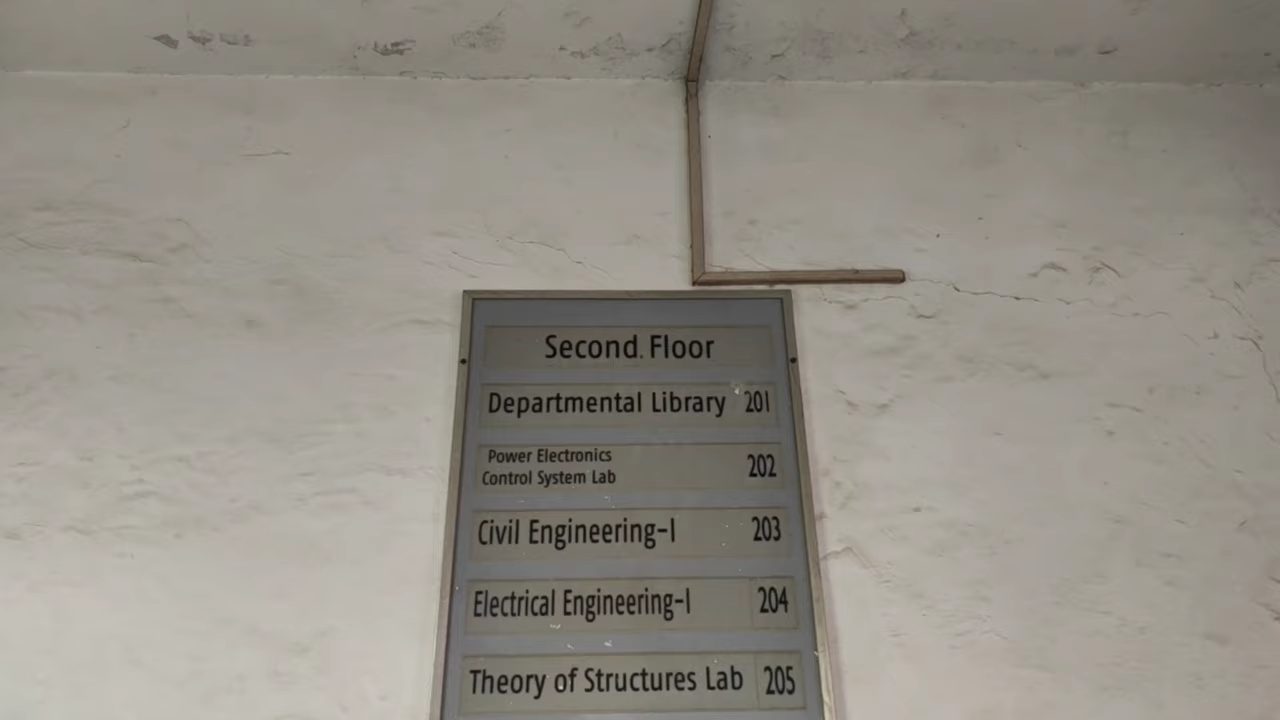 Second. Floor
Departmental Library 201
Power Electronics
Control System Lab 202
Civil Engineering-I 203
Electrical Engineering-I 204
Theory of Structures Lab 205